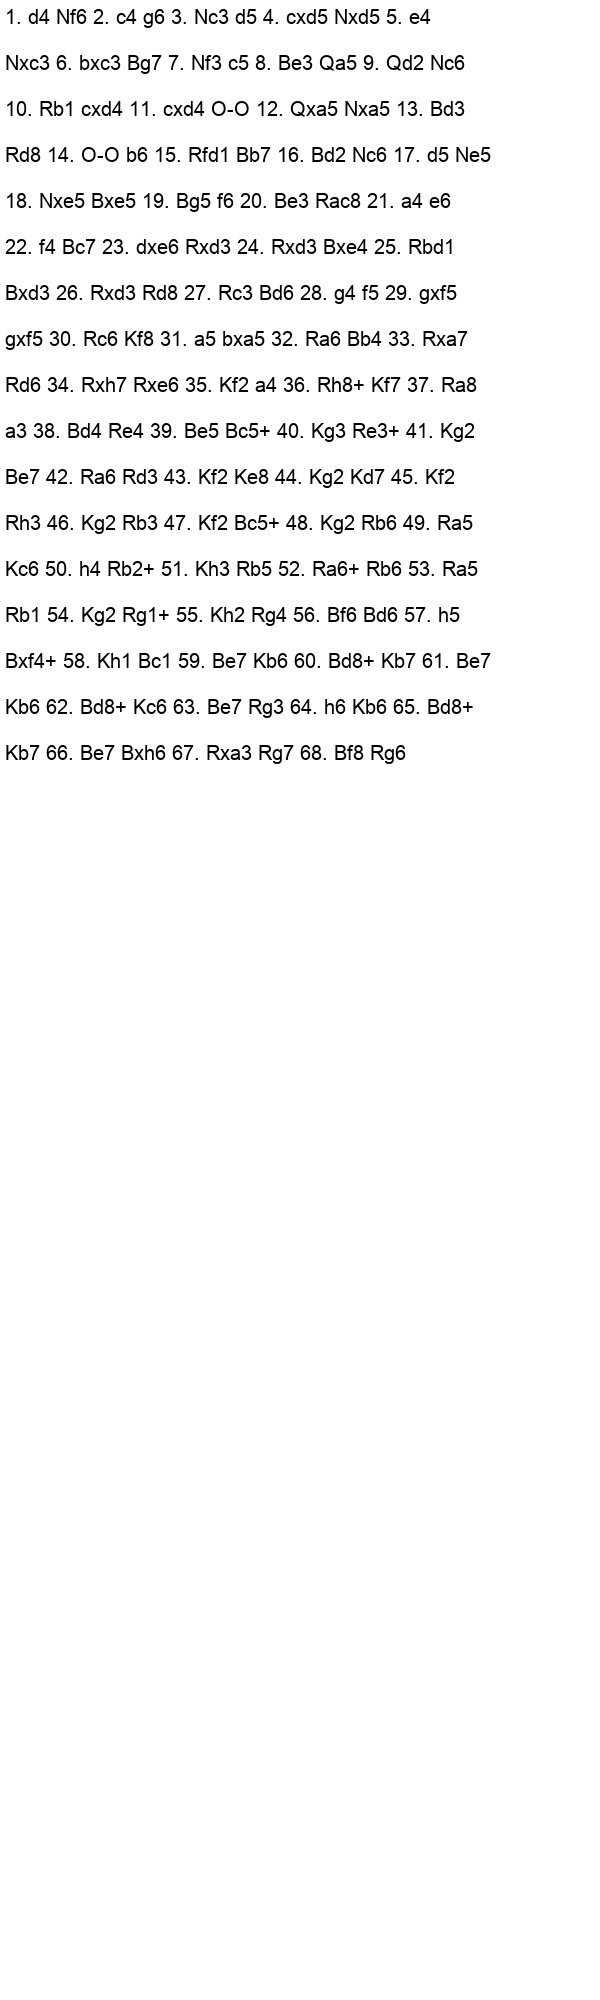 1. d4 Nf6 2. c4 g6 3. Nc3 d5 4. cxd5 Nxd5 5. e4
Nxc3 6. bxc3 Bg7 7. Nf3 c5 8. Be3 Qa5 9. Qd2 Nc6
10. Rb1 cxd4 11. cxd4 O-O 12. Qxa5 Nxa5 13. Bd3
Rd8 14. O-O b6 15. Rfd1 Bb7 16. Bd2 Nc6 17. d5 Ne5
18. Nxe5 Bxe5 19. Bg5 f6 20. Be3 Rac8 21. a4 e6
22. f4 Bc7 23. dxe6 Rxd3 24. Rxd3 Bxe4 25. Rbd1
Bxd3 26. Rxd3 Rd8 27. Rc3 Bd6 28. g4 f5 29. gxf5
gxf5 30. Rc6 Kf8 31. a5 bxa5 32. Ra6 Bb4 33. Rxa7
Rd6 34. Rxh7 Rxe6 35. Kf2 a4 36. Rh8+ Kf7 37. Ra8
a3 38. Bd4 Re4 39. Be5 Bc5+ 40. Kg3 Re3+ 41. Kg2
Be7 42. Ra6 Rd3 43. Kf2 Ke8 44. Kg2 Kd7 45. Kf2
Rh3 46. Kg2 Rb3 47. Kf2 Bc5+ 48. Kg2 Rb6 49. Ra5
Kc6 50. h4 Rb2+ 51. Kh3 Rb5 52. Ra6+ Rb6 53. Ra5
Rb1 54. Kg2 Rg1+ 55. Kh2 Rg4 56. Bf6 Bd6 57. h5
Bxf4+ 58. Kh1 Bc1 59. Be7 Kb6 60. Bd8+ Kb7 61. Be7
Kb6 62. Bd8+ Kc6 63. Be7 Rg3 64. h6 Kb6 65. Bd8+
Kb7 66. Be7 Bxh6 67. Rxa3 Rg7 68. Bf8 Rg6